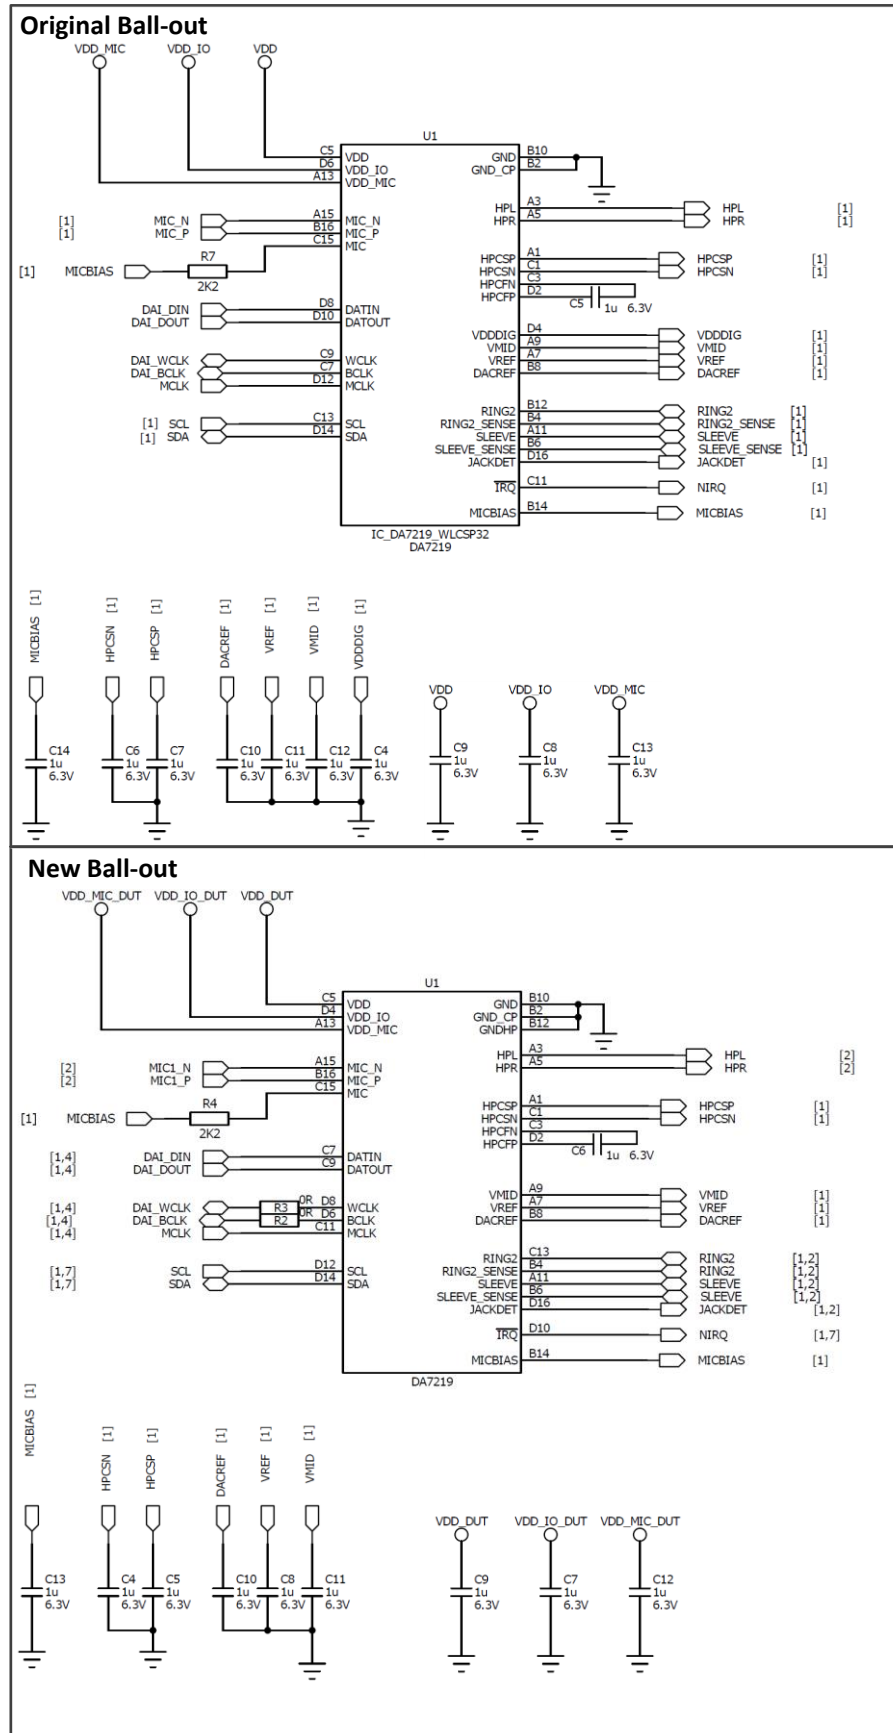 Original Ball-out
VDD_MIC VDD_IO VDD
U1
C5 VDD GND B10
D6 VDD_IO GND_CP B2
A13 VDD_MIC
HPL A3 HPL [1]
[1] MIC_N A15 MIC_N HPR A5 HPR [1]
[1] MIC_P B16 MIC_P
C15 MIC
R7
HPCSP A1 HPCSP [1]
[1] MICBIAS HPCSN C1 HPCSN [1]
2K2 HPCFN C3
HPCFP D2 C5 1u 6.3V
DAI_DIN D8 DATIN
DAI_DOUT D10 DATOUT
VDDDIG D4 VDDDIG [1]
VMID A9 VMID [1]
DAI_WCLK C9 WCLK VREF A7 VREF [1]
DAI_BCLK C7 BCLK DACREF B8 DACREF [1]
MCLK D12 MCLK
RING2 B12 RING2 [1]
[1] SCL C13 SCL RING2_SENSE B4 RING2_SENSE [1]
[1] SDA D14 SDA SLEEVE A11 SLEEVE [1]
SLEEVE_SENSE B6 SLEEVE_SENSE [1]
JACKDET D16 JACKDET [1]
IRQ C11 NIRQ [1]
MICBIAS B14 MICBIAS [1]
IC_DA7219_WLCSP32
DA7219
MICBIAS [1] HPCSN [1] HPCSP [1] DACREF [1] VREF [1] VMID [1] VDDDIG [1]
VDD VDD_IO VDD_MIC
C14 C6 C7 C10 C11 C12 C4 C9 C8 C13
1u 1u 1u 1u 1u 1u 1u 1u 1u 1u
6.3V 6.3V 6.3V 6.3V 6.3V 6.3V 6.3V 6.3V 6.3V 6.3V
New Ball-out
VDD_MIC_DUT VDD_IO_DUT VDD_DUT
U1
C5 VDD GND B10
D4 VDD_IO GND_CP B2
A13 VDD_MIC GNDHP B12
HPL A3 HPL [2]
[2] MIC1_N A15 MIC_N HPR A5 HPR [2]
[2] MIC1_P B16 MIC_P
C15 MIC
R4
HPCSP A1 HPCSP [1]
[1] MICBIAS HPCSN C1 HPCSN [1]
2K2 HPCFN C3
HPCFP D2 C6 1u 6.3V
[1,4] DAI_DIN C7 DATIN
[1,4] DAI_DOUT C9 DATOUT
VMID A9 VMID [1]
[1,4] DAI_WCLK R3 0R D8 WCLK VREF A7 VREF [1]
[1,4] DAI_BCLK R2 0R D6 BCLK DACREF B8 DACREF [1]
[1,4] MCLK C11 MCLK
RING2 C13 RING2 [1,2]
[1,7] SCL D12 SCL RING2_SENSE B4 RING2 [1,2]
[1,7] SDA D14 SDA SLEEVE A11 SLEEVE [1,2]
SLEEVE_SENSE B6 SLEEVE [1,2]
JACKDET D16 JACKDET [1,2]
IRQ D10 NIRQ [1,7]
MICBIAS B14 MICBIAS [1]
DA7219
MICBIAS [1] HPCSN [1] HPCSP [1] DACREF [1] VREF [1] VMID [1]
VDD_DUT VDD_IO_DUT VDD_MIC_DUT
C13 C4 C5 C10 C8 C11 C9 C7 C12
1u 1u 1u 1u 1u 1u 1u 1u 1u
6.3V 6.3V 6.3V 6.3V 6.3V 6.3V 6.3V 6.3V 6.3V